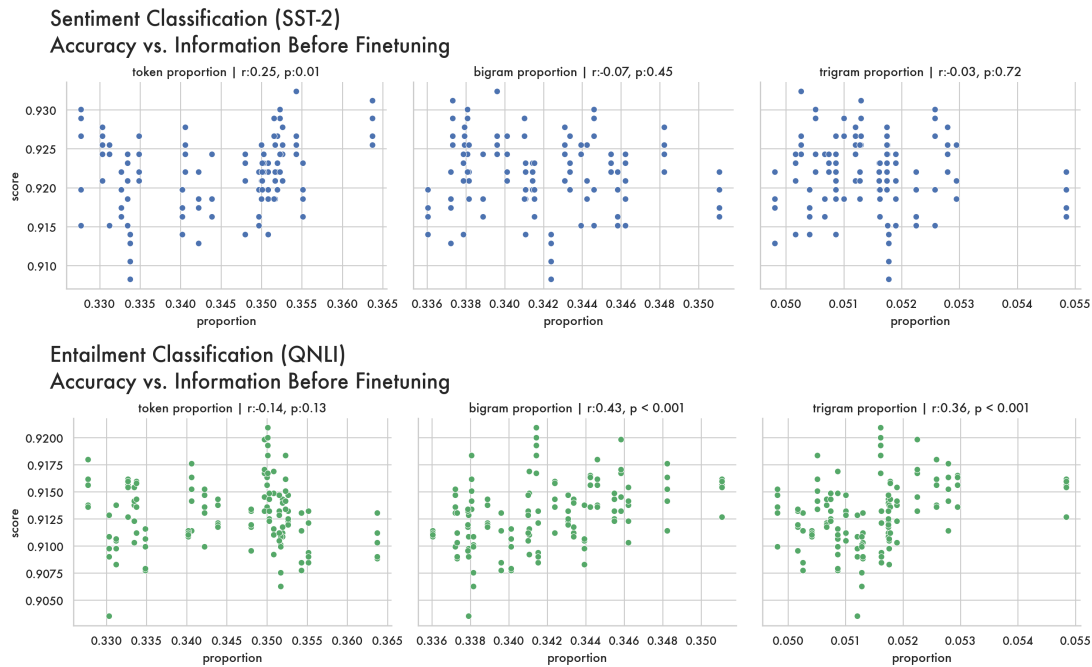 Sentiment Classification (SST-2)
Accuracy vs. Information Before Finetuning
token proportion | r:0.25, p:0.01
bigram proportion | r:-0.07, p:0.45
trigram proportion | r:-0.03, p:0.72
0.930
0.925
0.920
0.915
0.910
score
0.330 0.335 0.340 0.345 0.350 0.355 0.360 0.365
0.336 0.338 0.340 0.342 0.344 0.346 0.348 0.350
0.050 0.051 0.052 0.053 0.054 0.055
proportion
proportion
proportion
Entailment Classification (QNLI)
Accuracy vs. Information Before Finetuning
token proportion | r:-0.14, p:0.13
bigram proportion | r:0.43, p < 0.001
trigram proportion | r:0.36, p < 0.001
0.9200
0.9175
0.9150
0.9125
0.9100
0.9075
0.9050
score
0.330 0.335 0.340 0.345 0.350 0.355 0.360 0.365
0.336 0.338 0.340 0.342 0.344 0.346 0.348 0.350
0.050 0.051 0.052 0.053 0.054 0.055
proportion
proportion
proportion